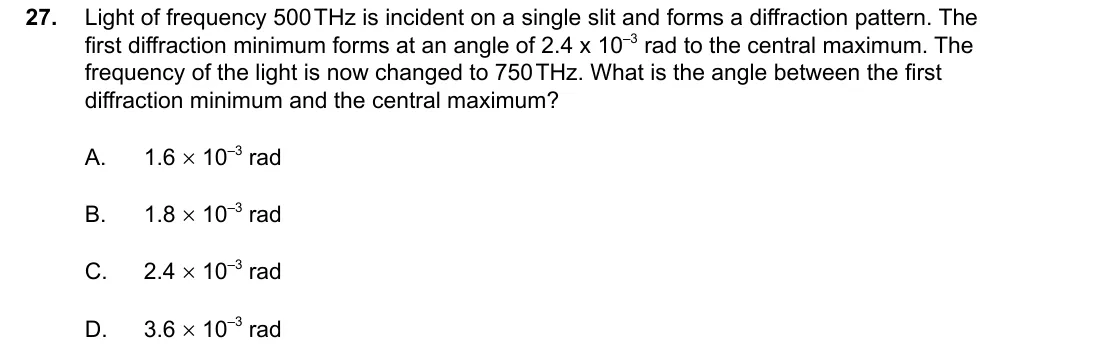 27. Light of frequency 500 THz is incident on a single slit and forms a diffraction pattern. The
first diffraction minimum forms at an angle of 2.4 x 10⁻³ rad to the central maximum. The
frequency of the light is now changed to 750 THz. What is the angle between the first
diffraction minimum and the central maximum?
A. 1.6 × 10⁻³ rad
B. 1.8 × 10⁻³ rad
C. 2.4 × 10⁻³ rad
D. 3.6 × 10⁻³ rad